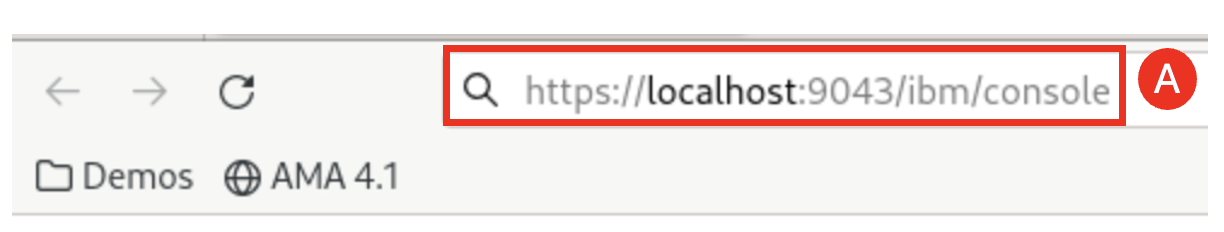 https://localhost:9043/ibm/console A
Demos AMA 4.1